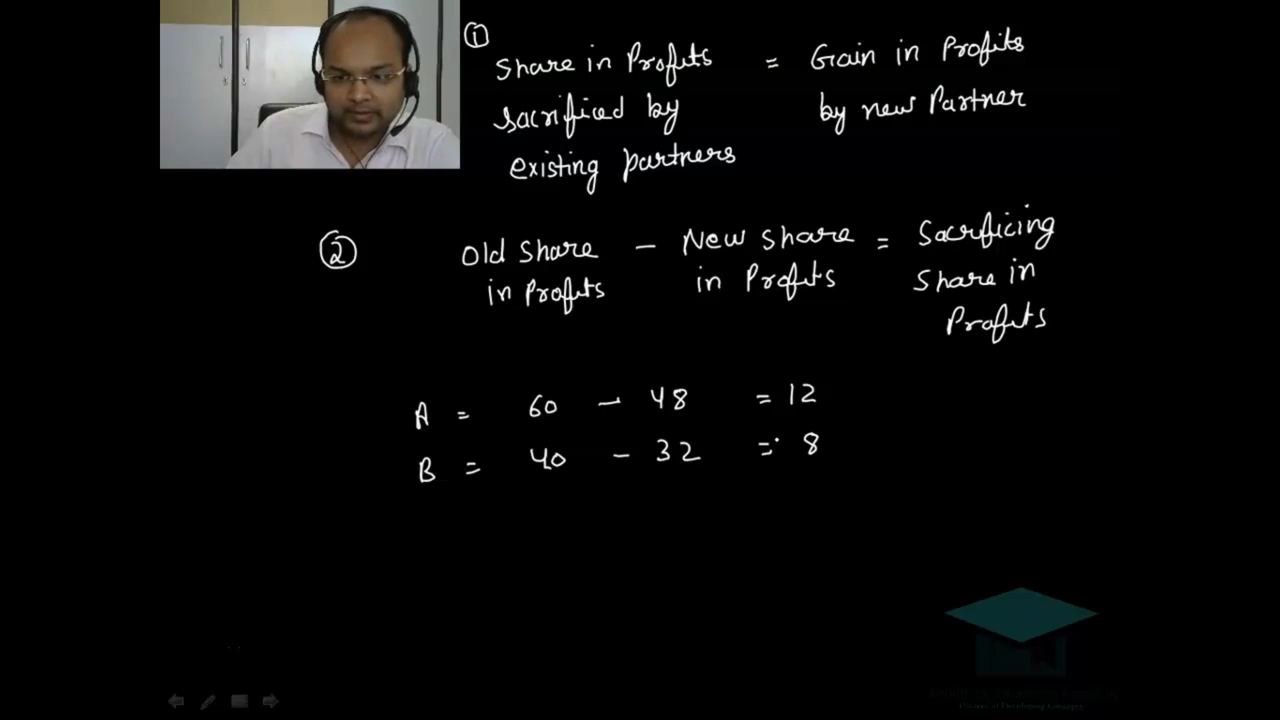 ① Share in Profits = Gain in Profits
sacrificed by by new Partner
existing partners
② Old Share - New Share = Sacrificing
in Profits in Profits Share in
Profits
A = 60 - 48 = 12
B = 40 - 32 = 8